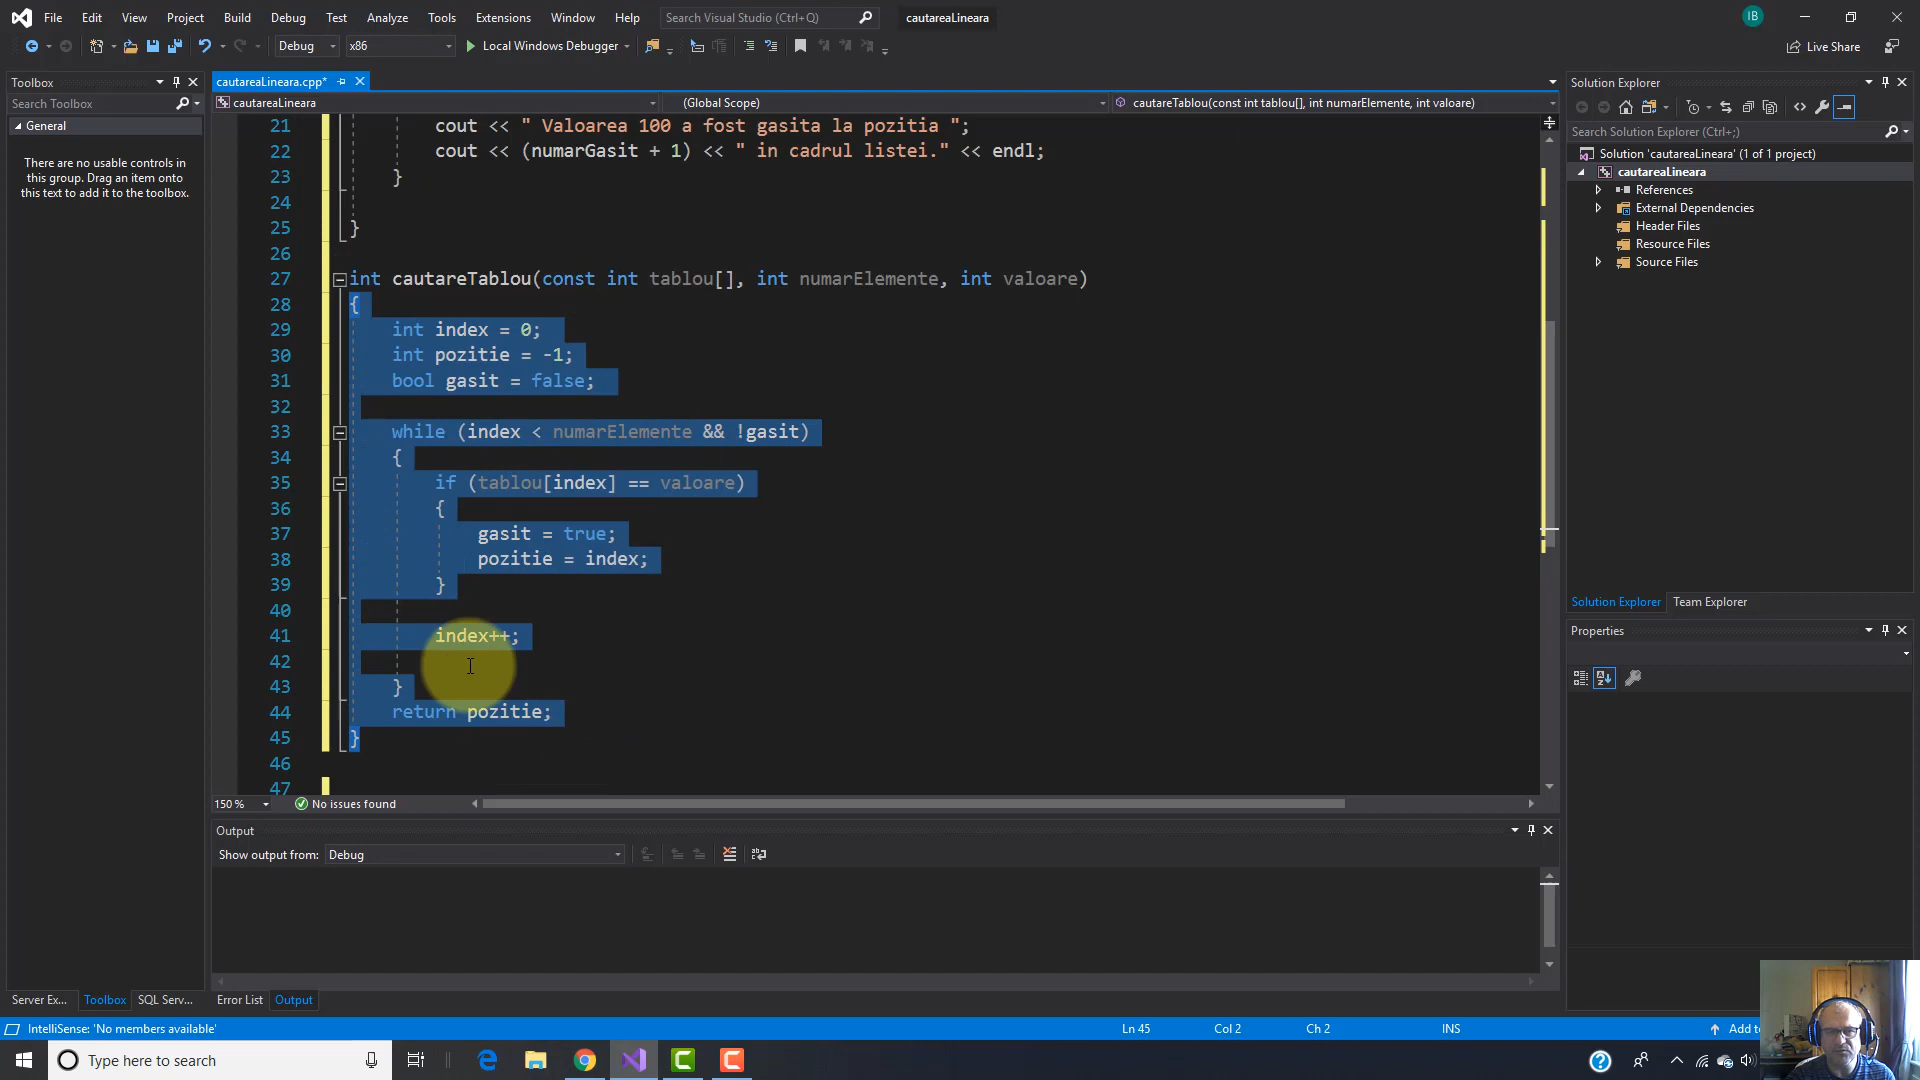 File Edit View Project Build Debug Test Analyze Tools Extensions Window Help Search Visual Studio (Ctrl+Q) cautareaLineara IB
Debug x86 Local Windows Debugger Live Share
Toolbox
Search Toolbox
General
There are no usable controls in
this group. Drag an item onto
this text to add it to the toolbox.
cautareaLineara.cpp*
cautareaLineara (Global Scope) cautareTablou(const int tablou[], int numarElemente, int valoare)
21 cout << " Valoarea 100 a fost gasita la pozitia ";
22 cout << (numarGasit + 1) << " in cadrul listei." << endl;
23 }
24
25 }
26
27 int cautareTablou(const int tablou[], int numarElemente, int valoare)
28 {
29 int index = 0;
30 int pozitie = -1;
31 bool gasit = false;
32
33 while (index < numarElemente && !gasit)
34 {
35 if (tablou[index] == valoare)
36 {
37 gasit = true;
38 pozitie = index;
39 }
40
41 index++;
42
43 }
44 return pozitie;
45 }
46
47
150 % No issues found
Output
Show output from: Debug
Server Ex... Toolbox SQL Serv... Error List Output
Solution Explorer
Search Solution Explorer (Ctrl+;)
Solution 'cautareaLineara' (1 of 1 project)
cautareaLineara
References
External Dependencies
Header Files
Resource Files
Source Files
Solution Explorer Team Explorer
Properties
IntelliSense: 'No members available' Ln 45 Col 2 Ch 2 INS Add to
Type here to search